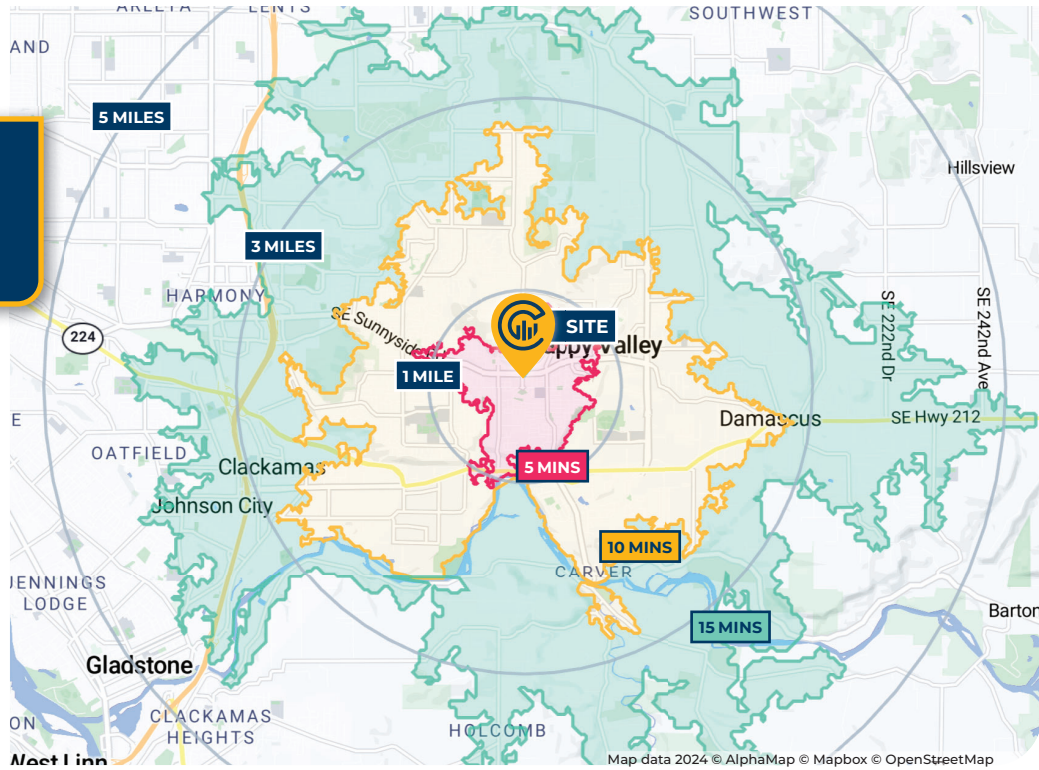 ARLETA
LENTS
SOUTHWEST
AND
5 MILES
Hillsview
3 MILES
HARMONY
SE Sunnyside
SITE
224
appy Valley
1 MILE
SE 222nd Dr
SE 242nd Ave
E
Damascus
SE Hwy 212
OATFIELD
Clackamas
5 MINS
Johnson City
10 MINS
CARVER
JENNINGS
LODGE
15 MINS
Barton
Gladstone
CLACKAMAS
HEIGHTS
ON
HOLCOMB
West Linn
Map data 2024 © AlphaMap © Mapbox © OpenStreetMap